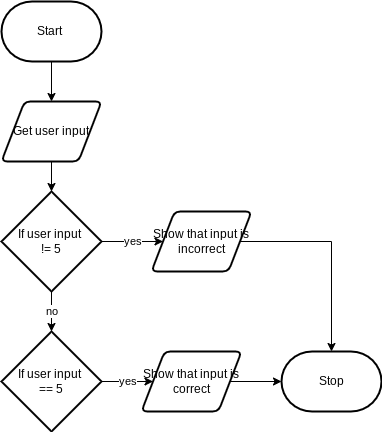 Start
Get user input
If user input
!= 5
yes
Show that input is
incorrect
no
If user input
== 5
yes
Show that input is
correct
Stop